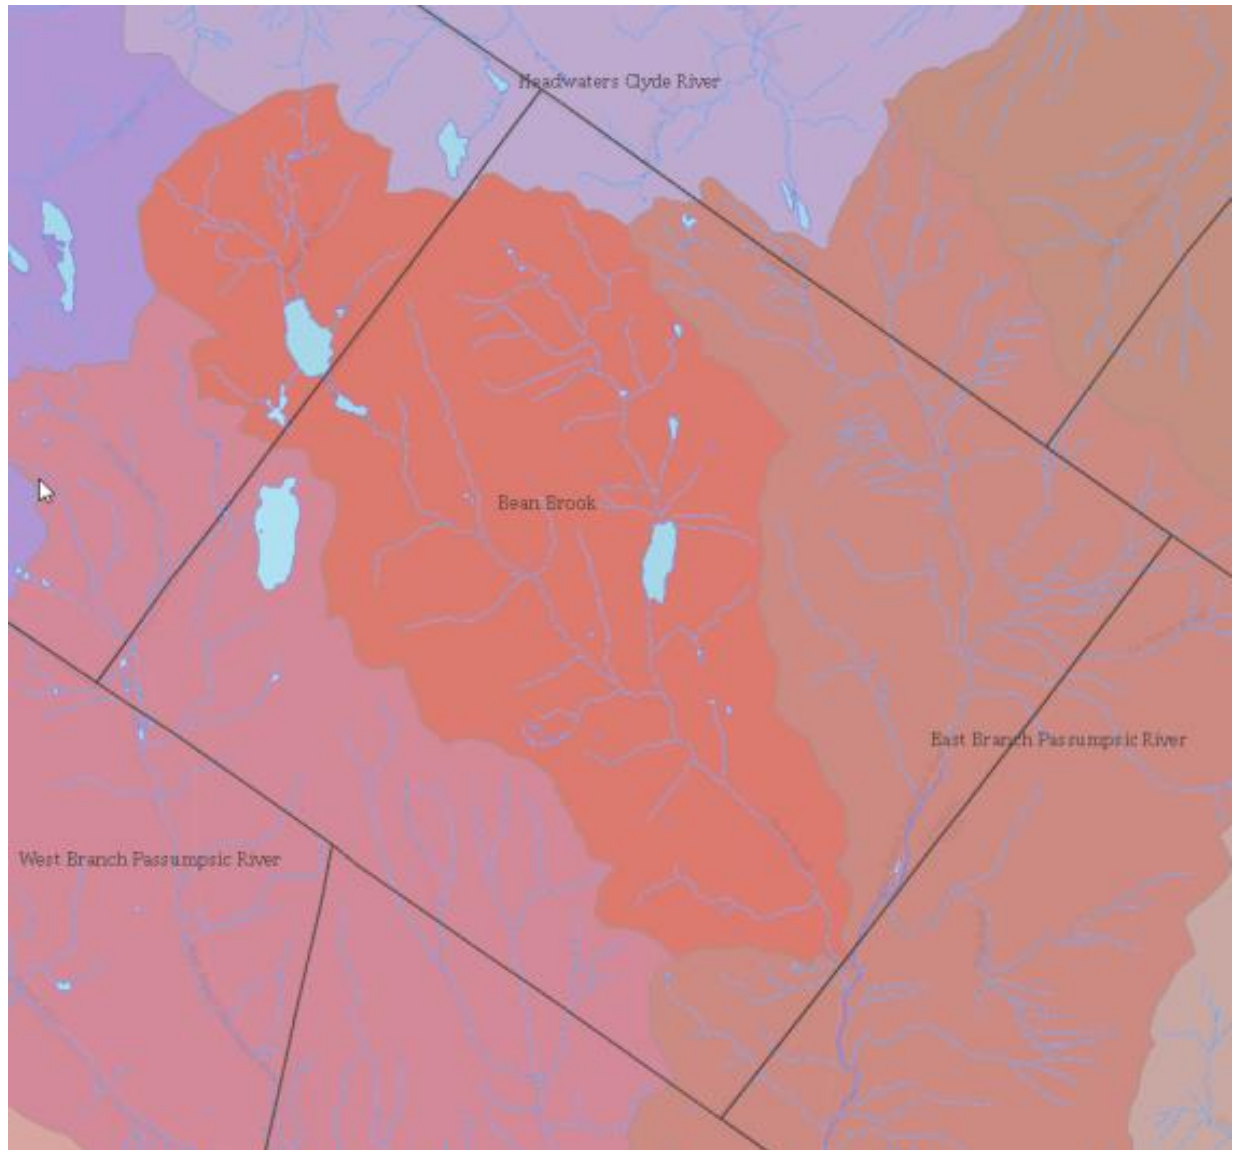 Headwaters Clyde River
Bean Brook
East Branch Passumpsic River
West Branch Passumpsic River